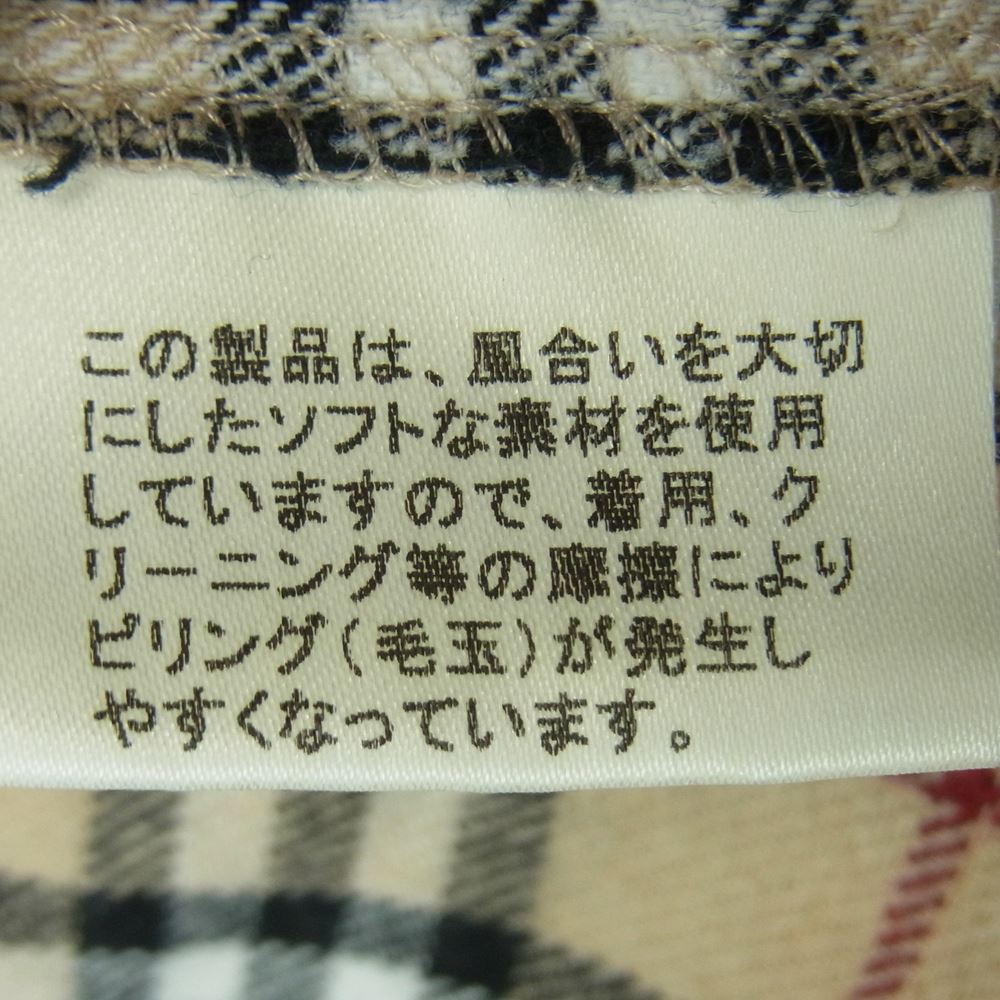 この製品は、風合いを大切
にしたソフトな素材を使用
していますので、着用、ク
リーニング等の摩擦により
ピリング(毛玉)が発生し
やすくなっています。